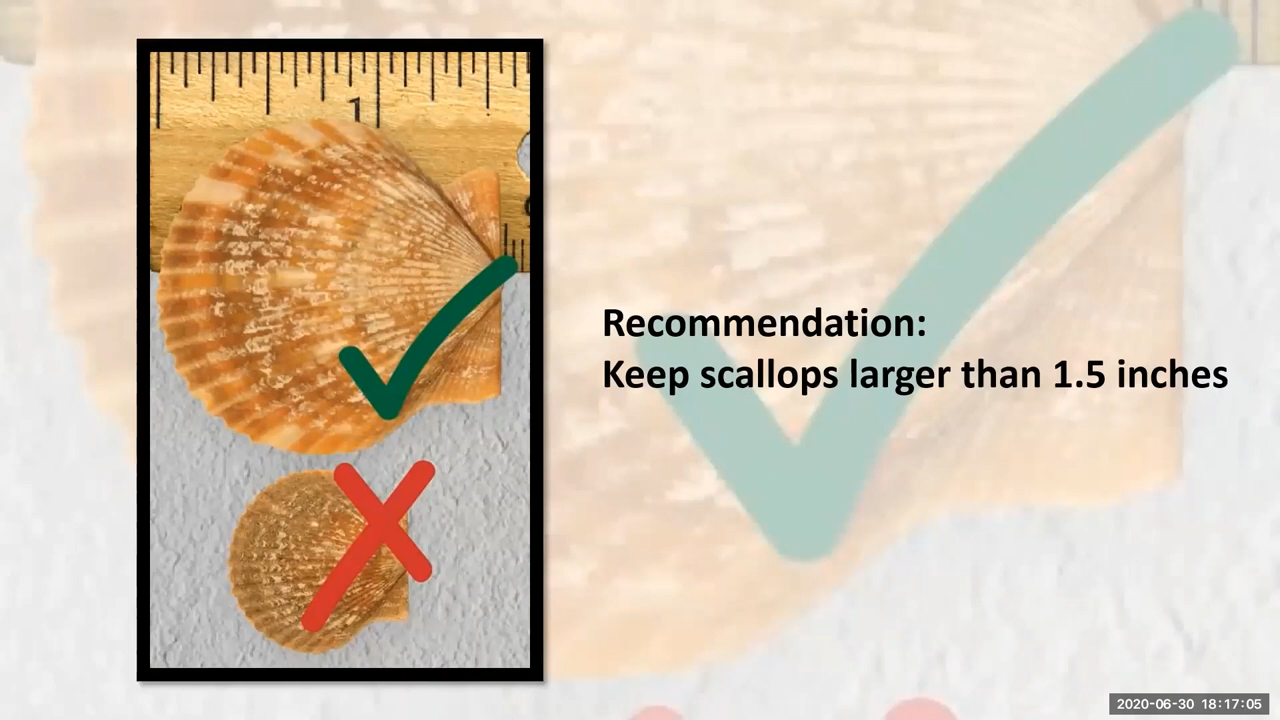 1
Recommendation:
Keep scallops larger than 1.5 inches
2020-06-30 18:17:05